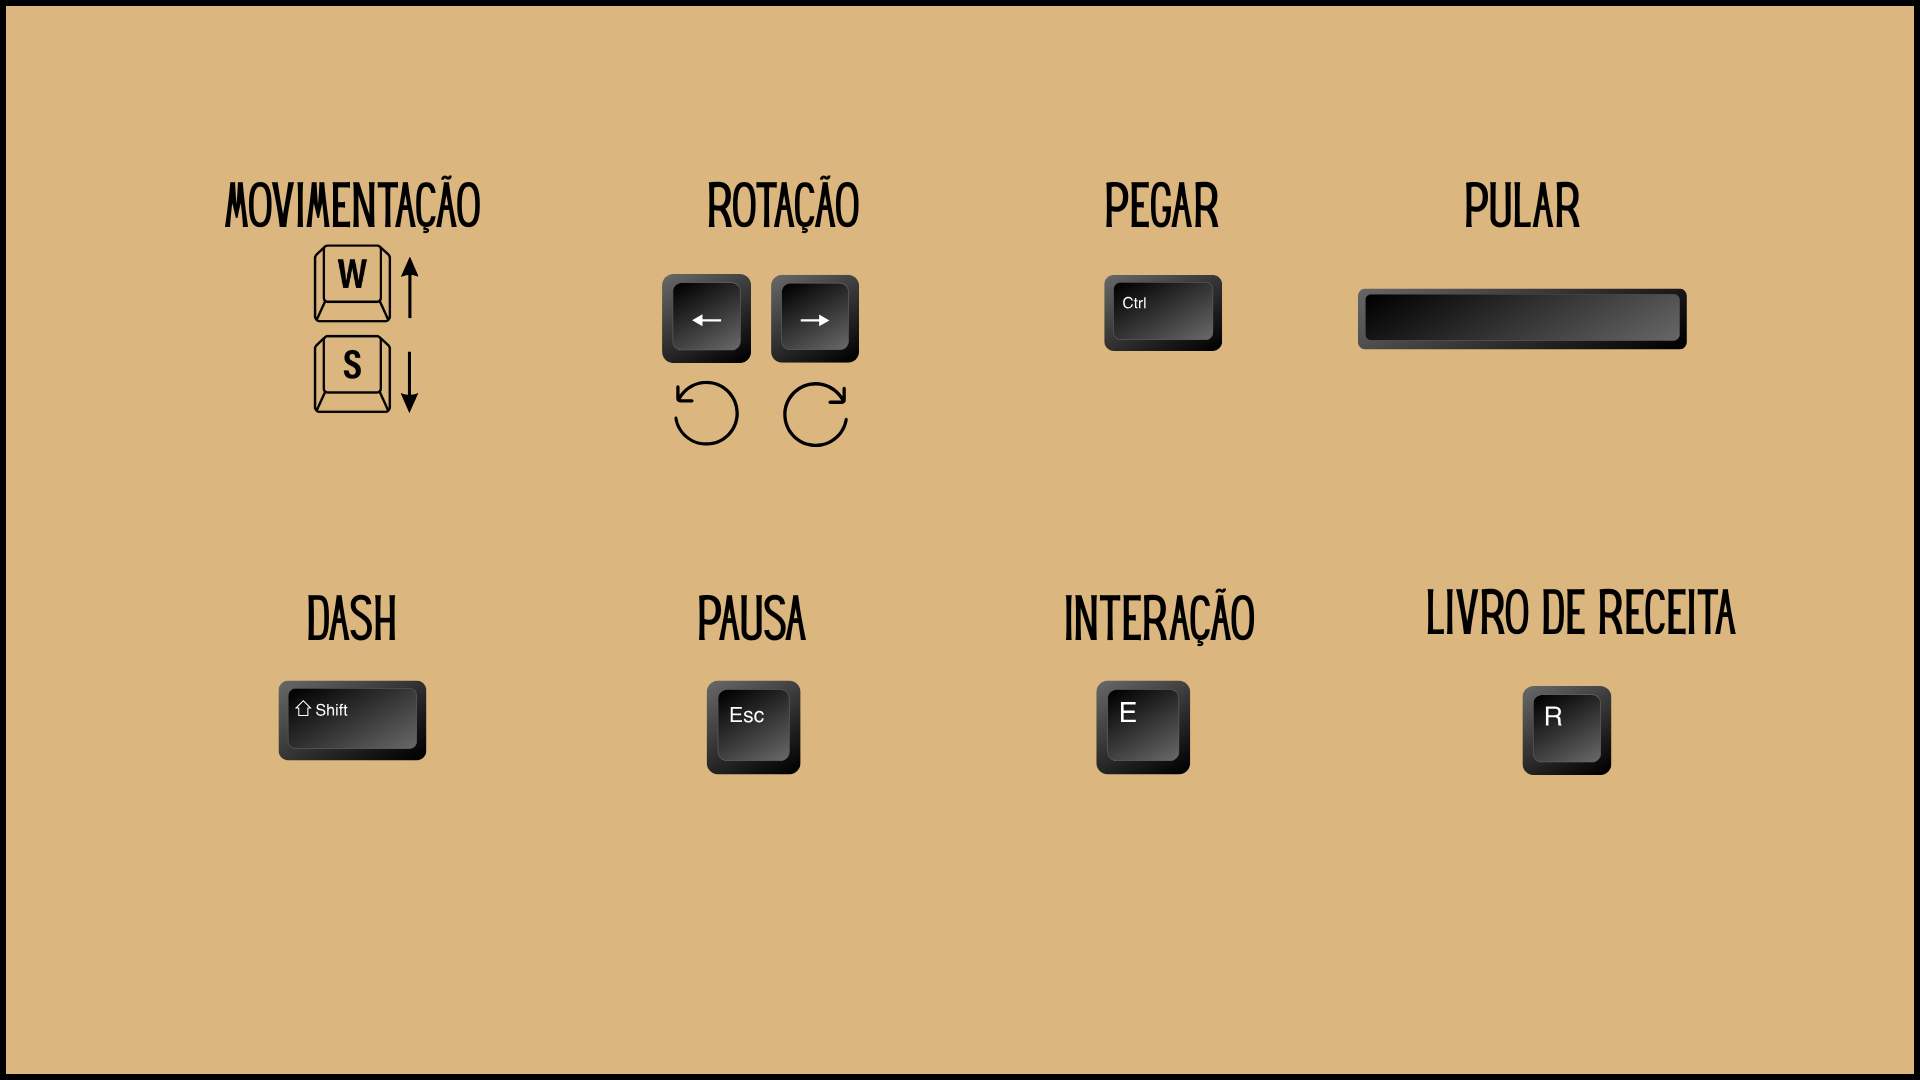 MOVIMENTAÇÃO
W
S
ROTAÇÃO
PEGAR
Ctrl
PULAR
DASH
Shift
PAUSA
Esc
INTERAÇÃO
E
LIVRO DE RECEITA
R